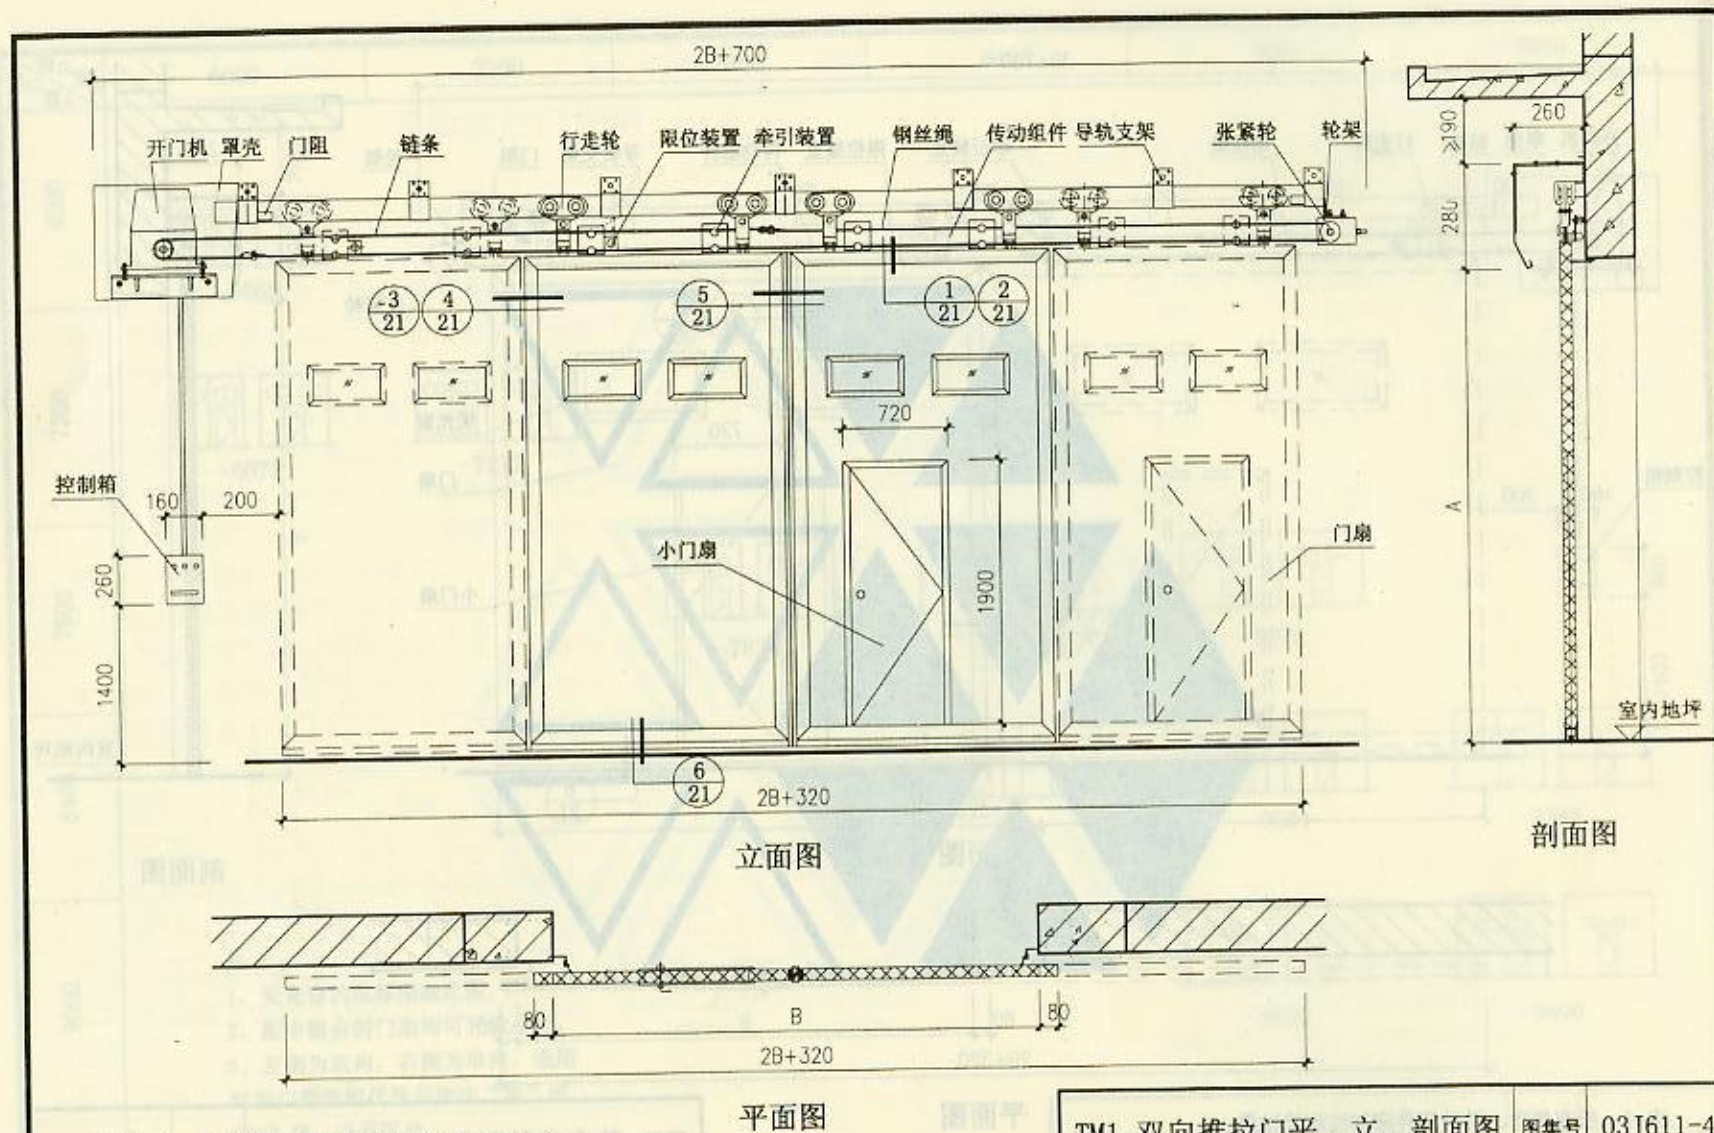 2B+700
260
≥190
开门机 罩壳 门阻 链条 行走轮 限位装置 牵引装置 钢丝绳 传动组件 导轨支架 张紧轮 轮架
280
3 4 5 1 2
21 21 21 21 21
720
控制箱
160 200
A
小门扇
门扇
260
1900
1400
室内地坪
6
21
2B+320
立面图
剖面图
80 B 80
2B+320
平面图
TM1 双向推拉门平、立、剖面图 图集号 03J611-4